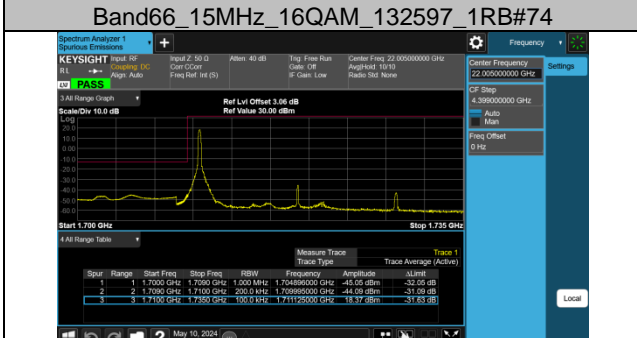 Band66_15MHz_16QAM_132597_1RB#74
Spectrum Analyzer 1
Spurious Emissions
Frequency
KEYSIGHT
Input: RF
Coupling: DC
Align: Auto
Input Z: 50 Ω
Corr CCorr
Freq Ref: Int (S)
Atten: 40 dB
Trig: Free Run
Gate: Off
IF Gain: Low
Center Freq: 22.005000000 GHz
Avg|Hold: 10/10
Radio Std: None
PASS
Center Frequency
22.005000000 GHz
Settings
CF Step
4.399000000 GHz
Auto
Man
Freq Offset
0 Hz
3 All Range Graph
Scale/Div 10.0 dB
Ref Lvl Offset 3.06 dB
Ref Value 30.00 dBm
Log
20.0
10.0
0.00
-10.0
-20.0
-30.0
-40.0
-50.0
-60.0
Start 1.700 GHz
Stop 1.735 GHz
4 All Range Table
Measure Trace Trace 1
Trace Type Trace Average (Active)
Spur Range Start Freq Stop Freq RBW Frequency Amplitude ΔLimit
1 1 1.7000 GHz 1.7090 GHz 1.000 MHz 1.704896000 GHz -45.05 dBm -32.05 dB
2 2 1.7090 GHz 1.7100 GHz 200.0 kHz 1.709995000 GHz -44.09 dBm -31.09 dB
3 3 1.7100 GHz 1.7350 GHz 100.0 kHz 1.711125000 GHz 18.37 dBm -31.63 dB
Local
May 10, 2024